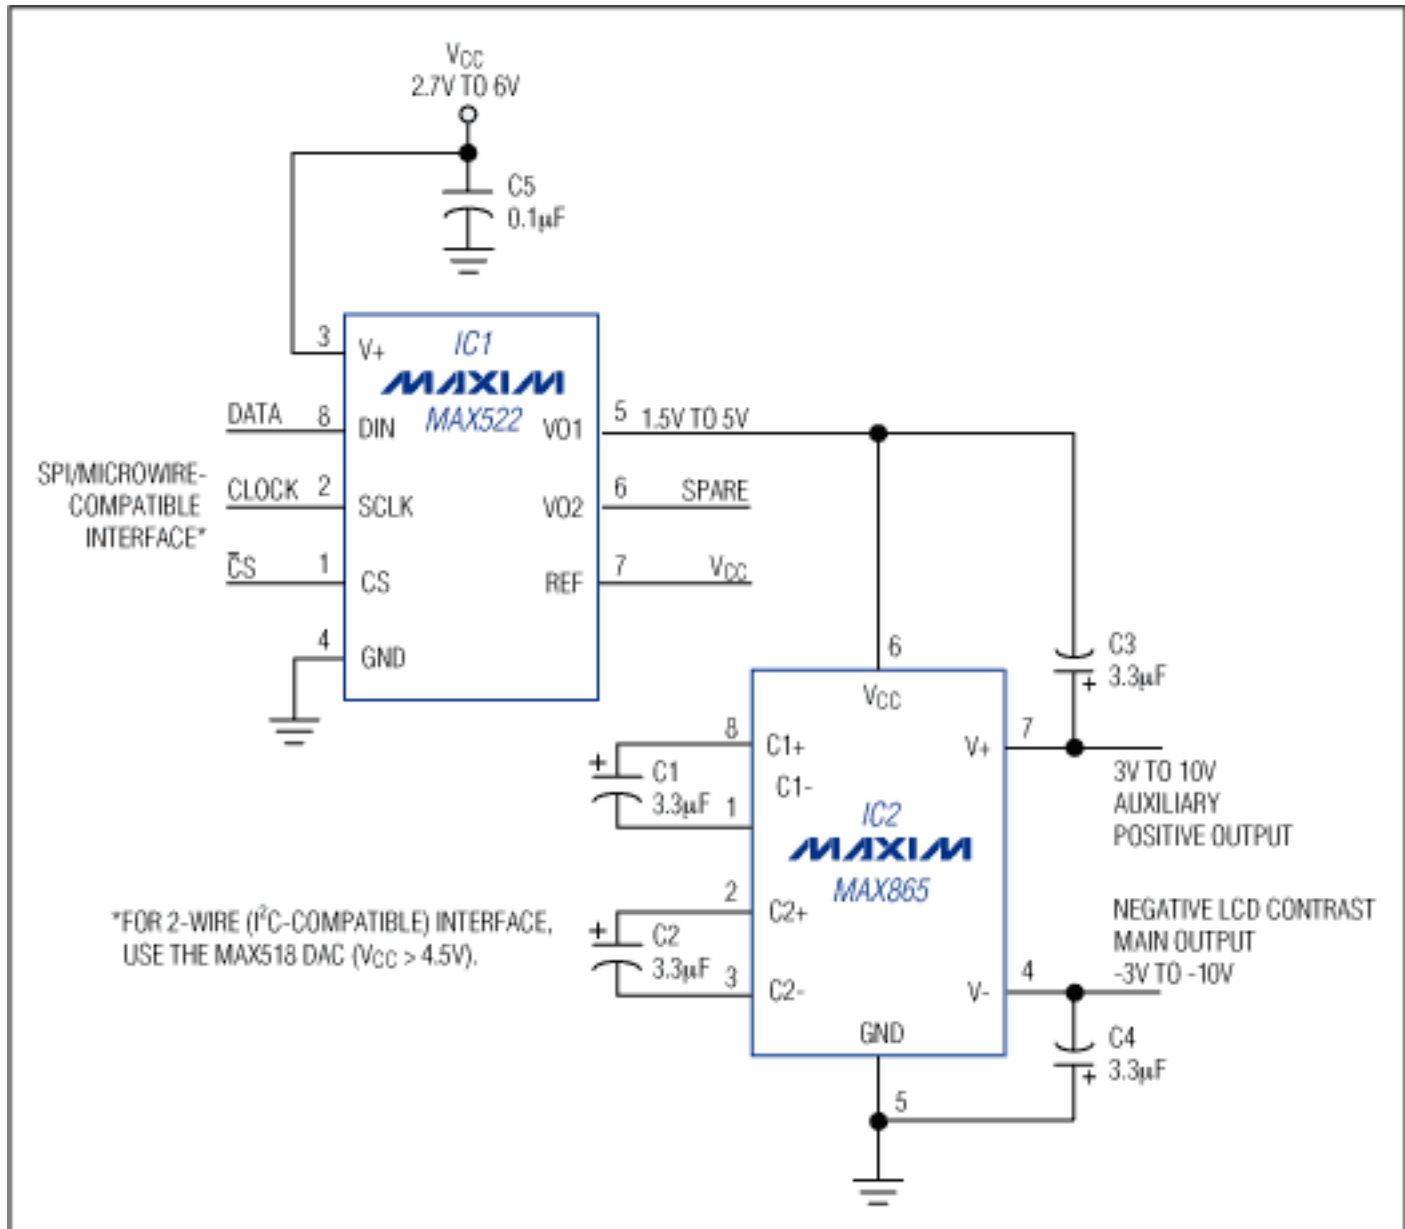 VCC
2.7V TO 6V
C5
0.1µF
3
V+
IC1
MAXIM
MAX522
DATA
8
DIN
VO1
5
1.5V TO 5V
SPI/MICROWIRE-
COMPATIBLE
INTERFACE*
CLOCK
2
SCLK
VO2
6
SPARE
C̅S
1
CS
REF
7
VCC
4
GND
6
VCC
C3
3.3µF
+
8
C1+
V+
7
+
C1
3.3µF
C1-
1
3V TO 10V
AUXILIARY
POSITIVE OUTPUT
IC2
MAXIM
MAX865
2
C2+
+
C2
3.3µF
3
C2-
*FOR 2-WIRE (I²C-COMPATIBLE) INTERFACE,
USE THE MAX518 DAC (VCC > 4.5V).
NEGATIVE LCD CONTRAST
MAIN OUTPUT
-3V TO -10V
V-
4
GND
5
C4
3.3µF
+